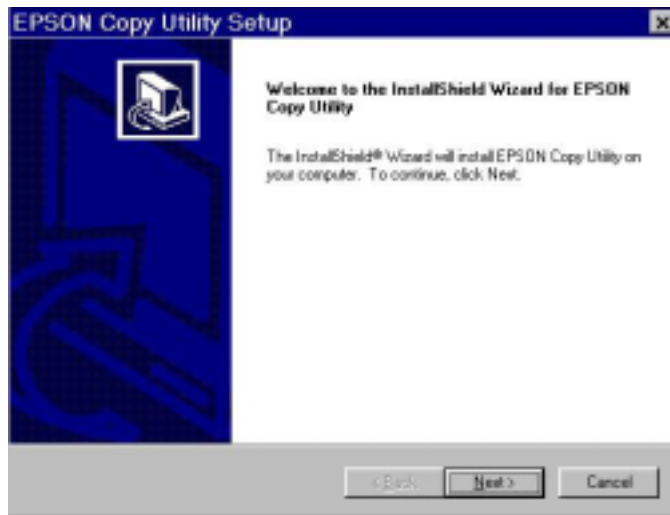 EPSON Copy Utility Setup
Welcome to the InstallShield Wizard for EPSON
Copy Utility
The InstallShield® Wizard will install EPSON Copy Utility on
your computer. To continue, click Next.
< Back
Next >
Cancel